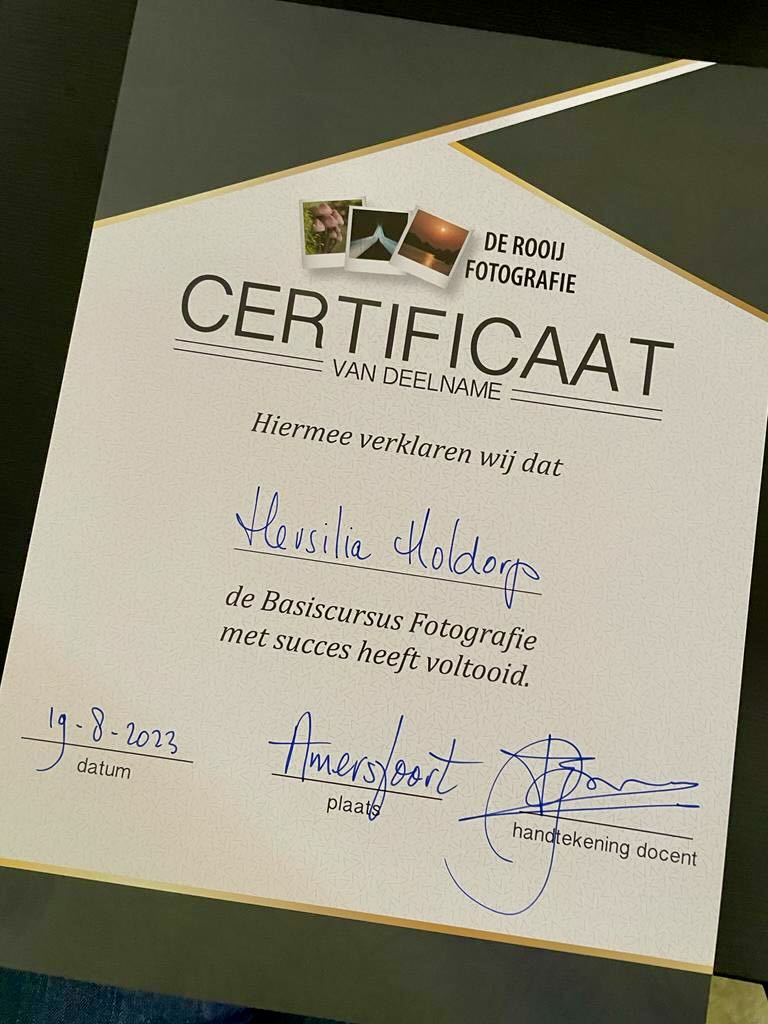 DE ROOIJ
FOTOGRAFIE
CERTIFICAAT
VAN DEELNAME
Hiermee verklaren wij dat
Hersilia Holdorp
de Basiscursus Fotografie
met succes heeft voltooid.
19-8-2023
datum
Amersfoort
plaats
handtekening docent